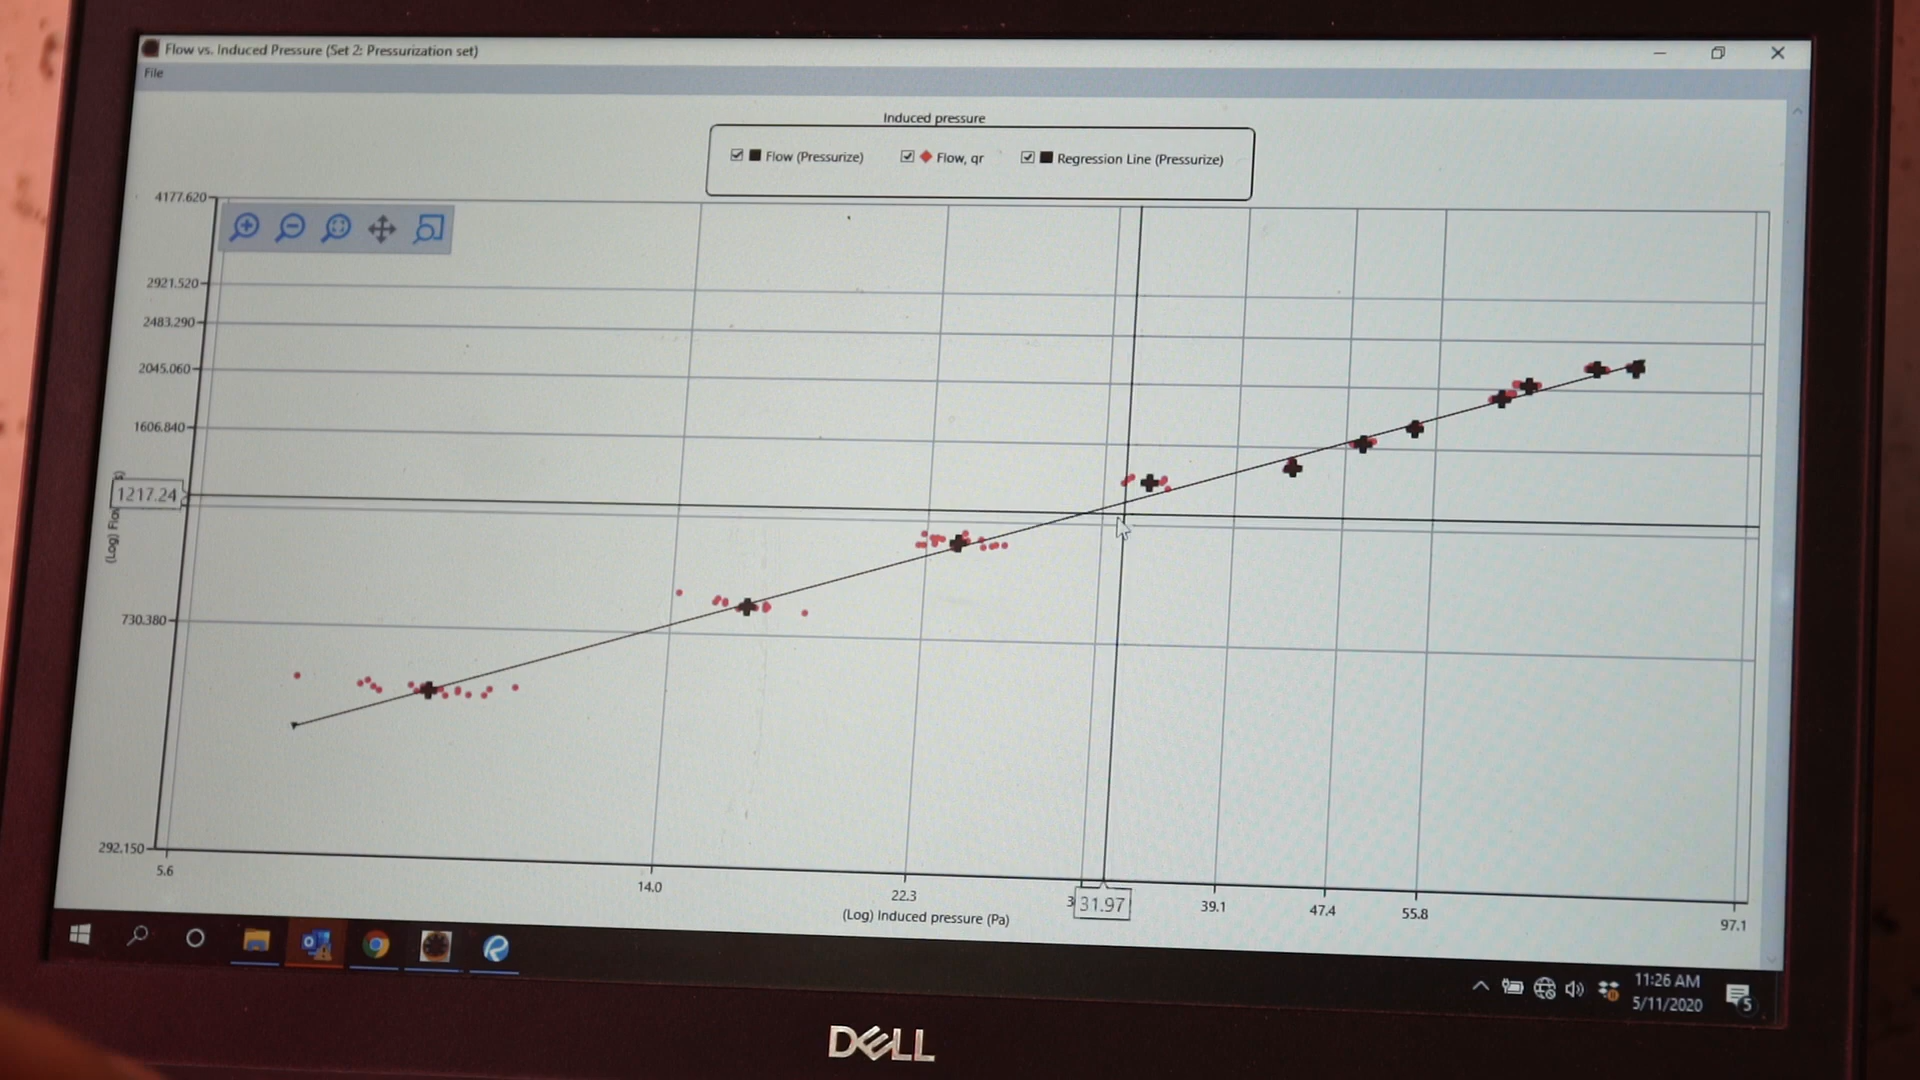 Flow vs. Induced Pressure (Set 2: Pressurization set)
File
Induced pressure
Flow (Pressurize) Flow, qr Regression Line (Pressurize)
4177.620
2921.520
2483.290
2045.060
1606.840
1217.24
(Log)
730.380
292.150
5.6 14.0 22.3 31.97 39.1 47.4 55.8 97.1
(Log) Induced pressure (Pa)
11:26 AM
5/11/2020
5
DELL